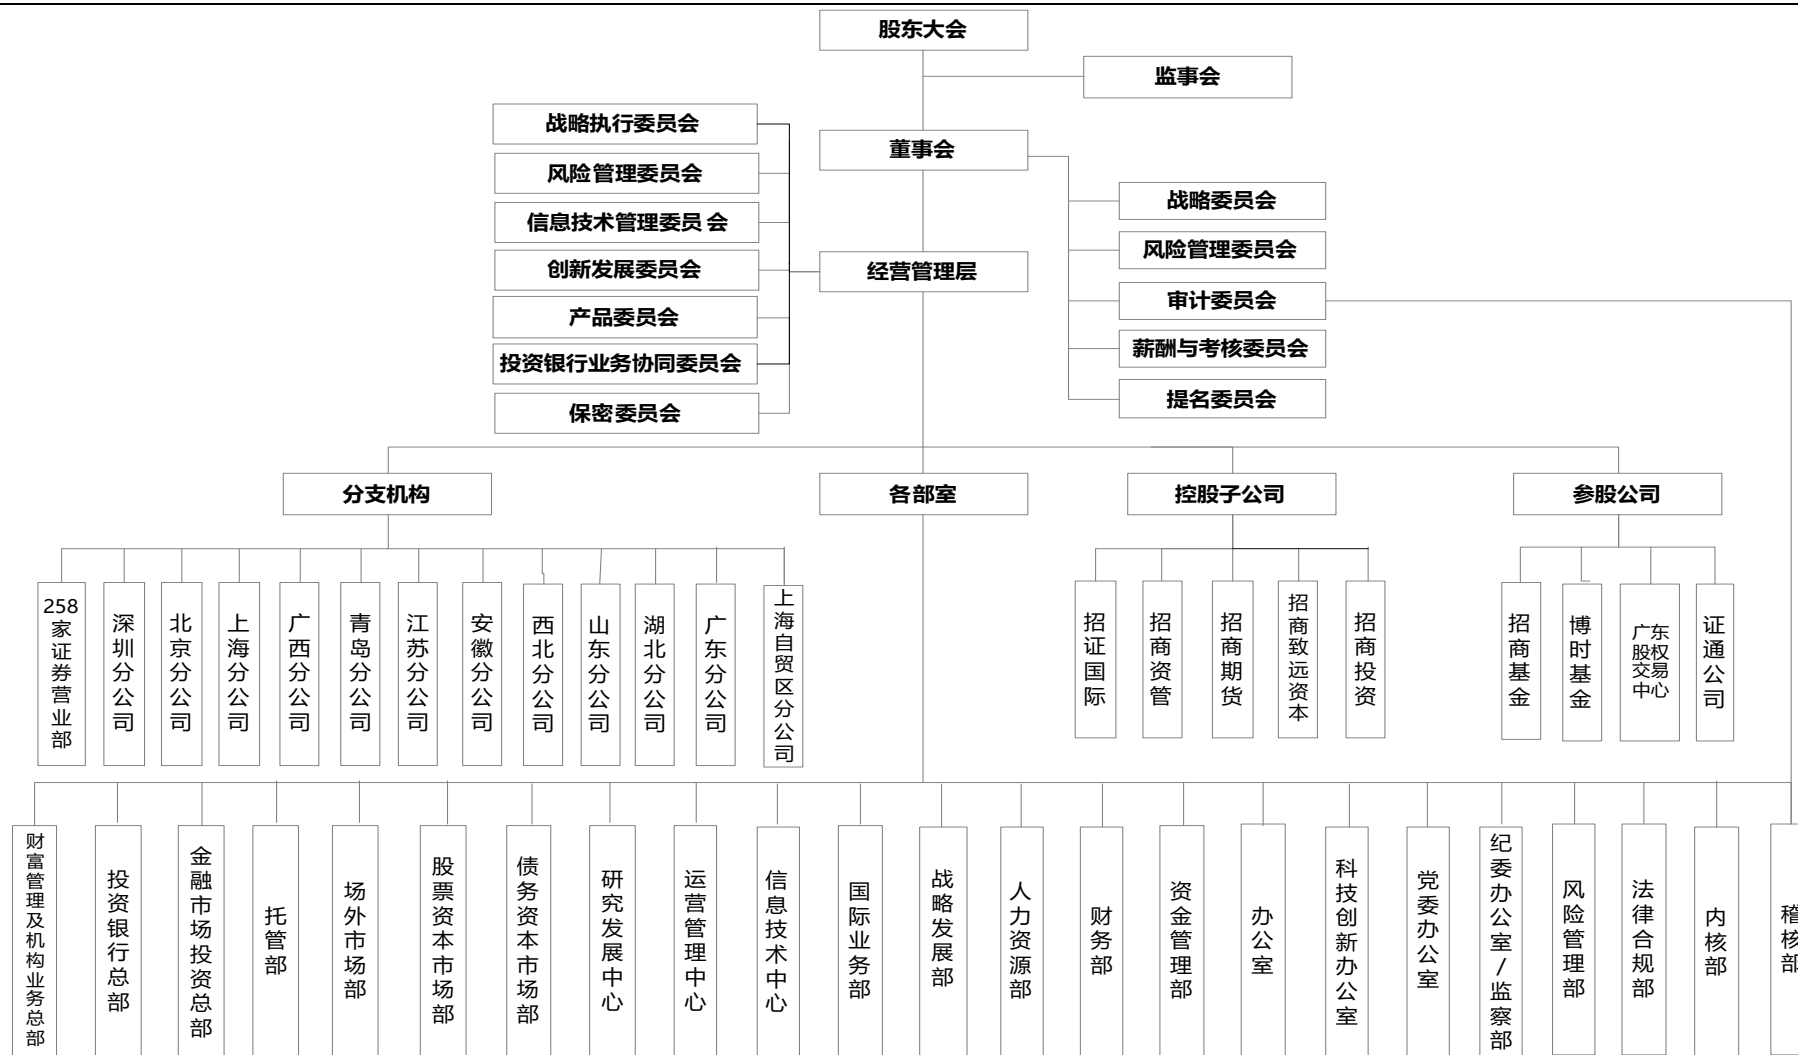 股东大会
监事会
战略执行委员会
董事会
风险管理委员会
战略委员会
信息技术管理委员会
风险管理委员会
创新发展委员会
经营管理层
审计委员会
产品委员会
薪酬与考核委员会
投资银行业务协同委员会
提名委员会
保密委员会
分支机构
各部室
控股子公司
参股公司
258家证券营业部
深圳分公司
北京分公司
上海分公司
广西分公司
青岛分公司
江苏分公司
安徽分公司
西北分公司
山东分公司
湖北分公司
广东分公司
上海自贸区分公司
招证国际
招商资管
招商期货
招商致远资本
招商投资
招商基金
博时基金
广东
股权
交易
中心
证通公司
财富管理及机构业务总部
投资银行总部
金融市场投资总部
托管部
场外市场部
股票资本市场部
债务资本市场部
研究发展中心
运营管理中心
信息技术中心
国际业务部
战略发展部
人力资源部
财务部
资金管理部
办公室
科技创新办公室
党委办公室
纪委办公室/监察部
风险管理部
法律合规部
内核部
稽核部